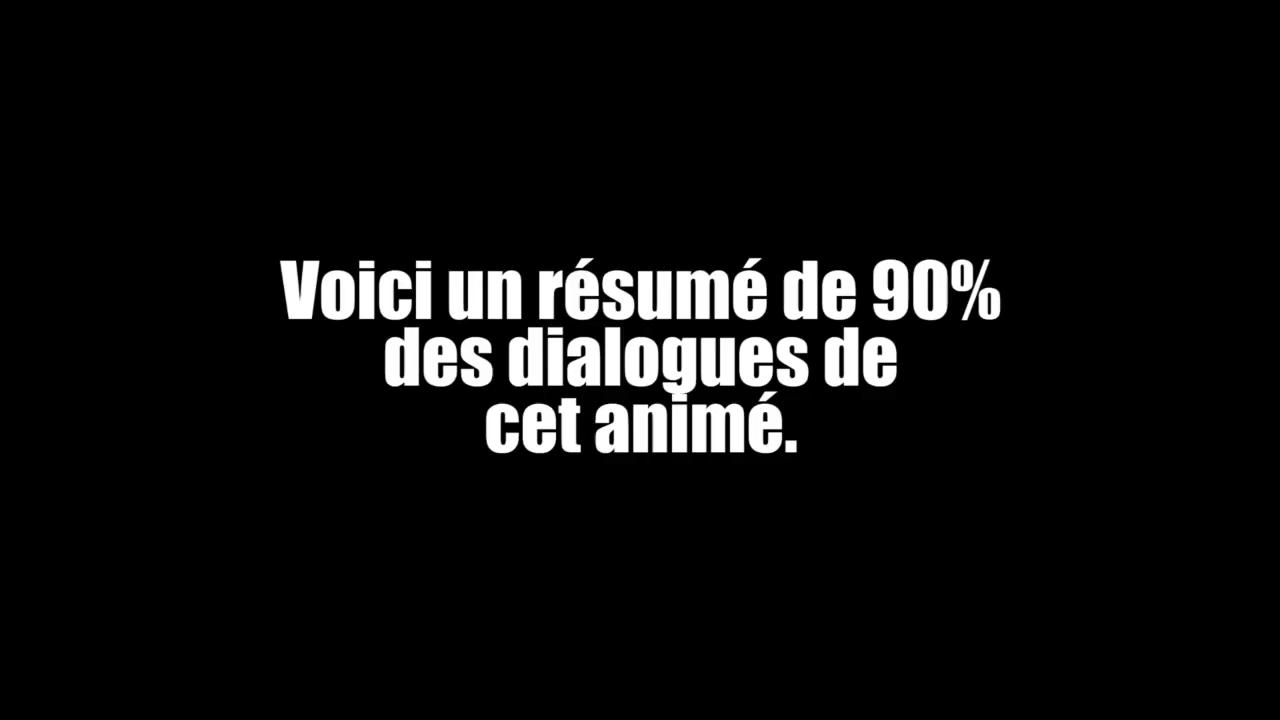 Voici un résumé de 90%
des dialogues de
cet animé.